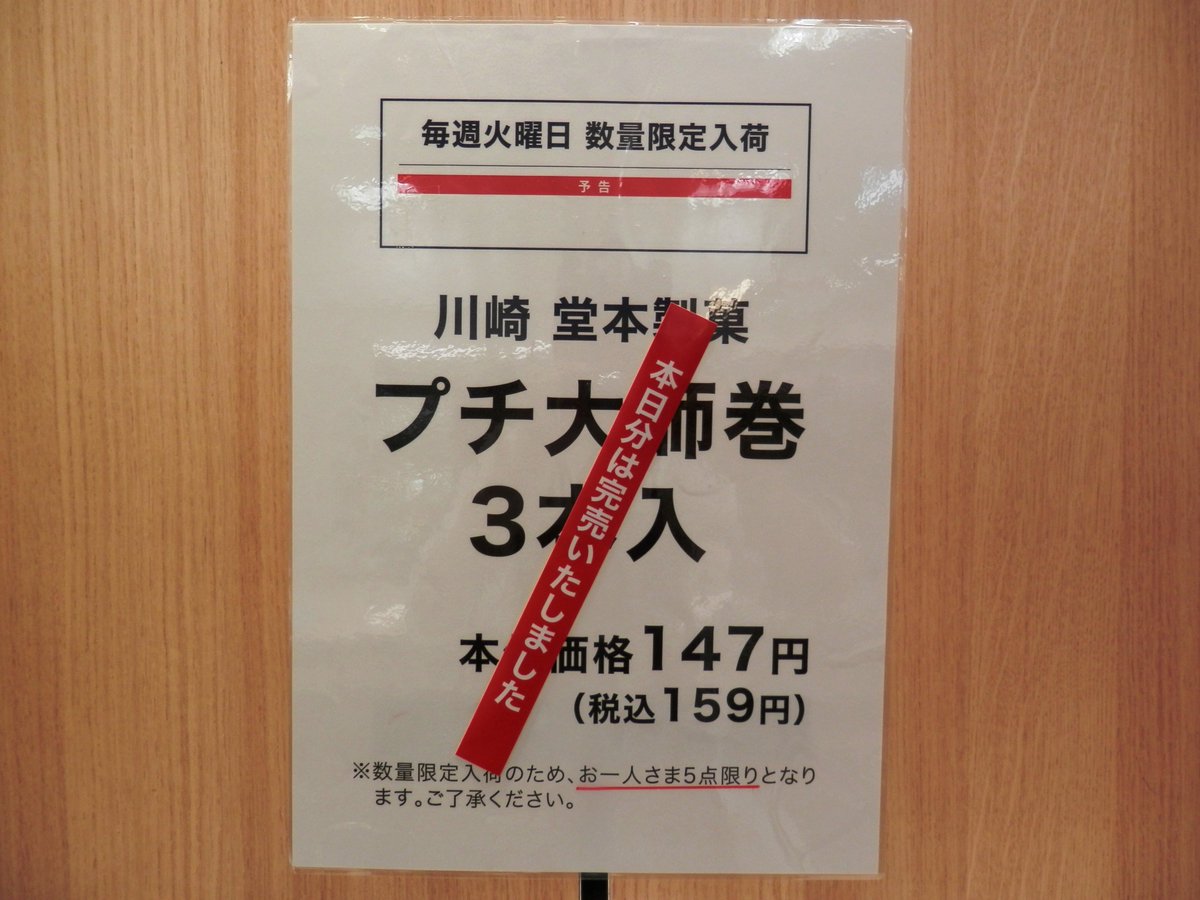 毎週火曜日 数量限定入荷
予告
川崎 堂本製菓
プチ大師巻
3本入
本日分は完売いたしました
本体価格147円
(税込159円)
※数量限定入荷のため、お一人さま5点限りとなり
ます。ご了承ください。